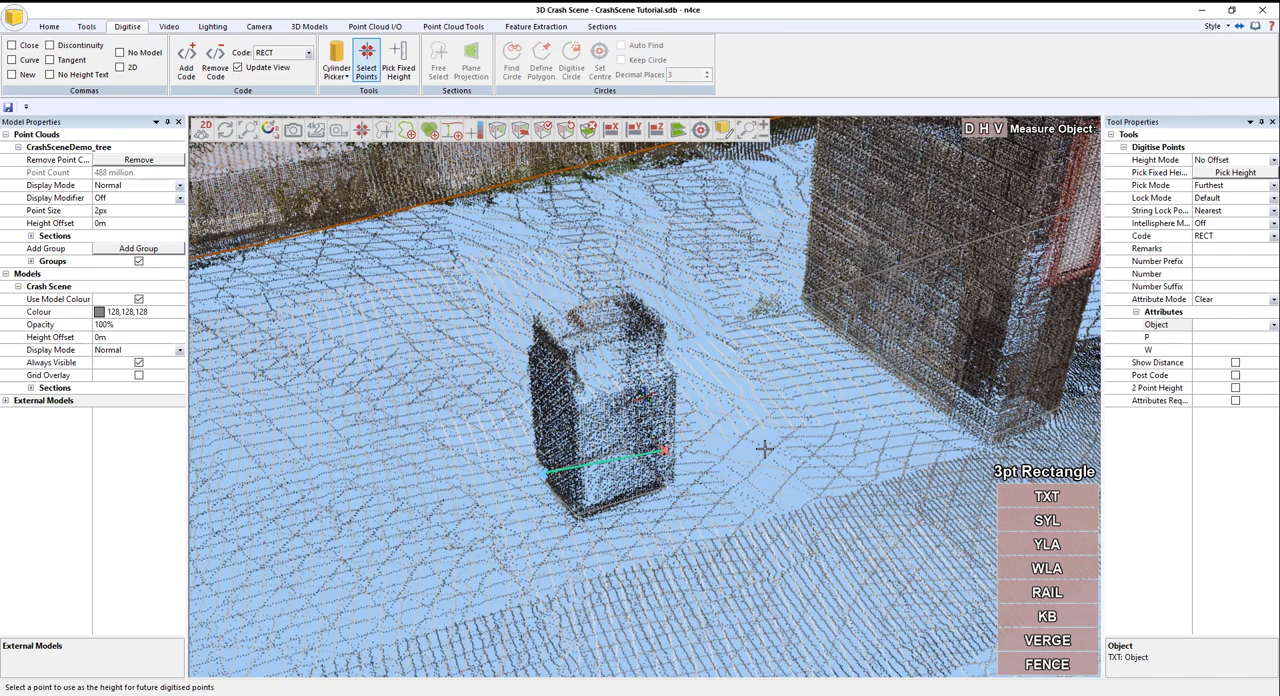 3D Crash Scene - CrashScene Tutorial.sdb - n4ce
Home Tools Digitise Video Lighting Camera 3D Models Point Cloud I/O Point Cloud Tools Feature Extraction Sections Style
Close Discontinuity No Model
Curve Tangent 2D
New No Height Text
Commas
Add Code Remove Code Code: RECT
Update View
Code
Cylinder Picker Select Points Pick Fixed Height
Tools
Free Select Plane Projection
Sections
Find Circle Define Polygon Digitise Circle Set Centre
Auto Find
Keep Circle
Decimal Places 3
Circles
Model Properties
Point Clouds
CrashSceneDemo_tree
Remove Point C... Remove
Point Count 488 million
Display Mode Normal
Display Modifier Off
Point Size 2px
Height Offset 0m
Sections
Add Group Add Group
Groups
Models
Crash Scene
Use Model Colour
Colour 128,128,128
Opacity 100%
Height Offset 0m
Display Mode Normal
Always Visible
Grid Overlay
Sections
External Models
External Models
2D
X Y Z
D H V Measure Object:
3pt Rectangle
TXT
SYL
YLA
WLA
RAIL
KB
VERGE
FENCE
Tool Properties
Tools
Digitise Points
Height Mode No Offset
Pick Fixed Hei... Pick Height
Pick Mode Furthest
Lock Mode Default
String Lock Po... Nearest
Intellisphere M... Off
Code RECT
Remarks
Number Prefix
Number
Number Suffix
Attribute Mode Clear
Attributes
Object
P
W
Show Distance
Post Code
2 Point Height
Attributes Req...
Object
TXT: Object
Select a point to use as the height for future digitised points